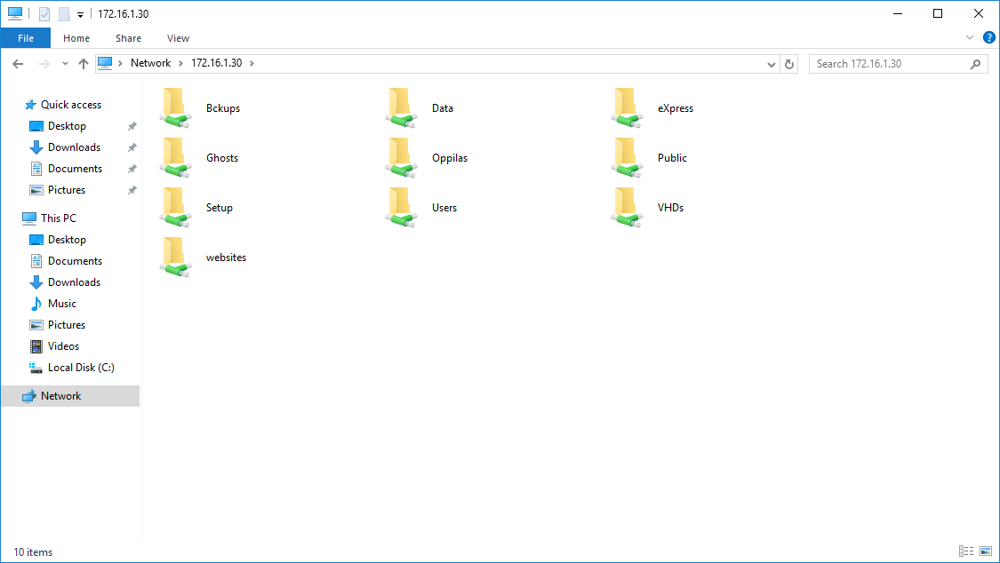 172.16.1.30
File Home Share View
Network 172.16.1.30
Search 172.16.1.30
Quick access
Desktop
Downloads
Documents
Pictures
This PC
Desktop
Documents
Downloads
Music
Pictures
Videos
Local Disk (C:)
Network
Bckups Data eXpress
Ghosts Oppilas Public
Setup Users VHDs
websites
10 items